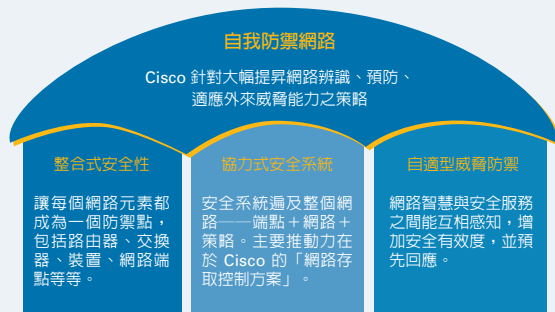 自我防禦網路
Cisco 針對大幅提昇網路辨識、預防、
適應外來威脅能力之策略
整合式安全性
讓每個網路元素都
成為一個防禦點，
包括路由器、交換
器、裝置、網路端
點等等。
協力式安全系統
安全系統遍及整個網
路──端點＋網路＋
策略。主要推動力在
於 Cisco 的「網路存
取控制方案」。
自適型威脅防禦
網路智慧與安全服務
之間能互相感知，增
加安全有效度，並預
先回應。